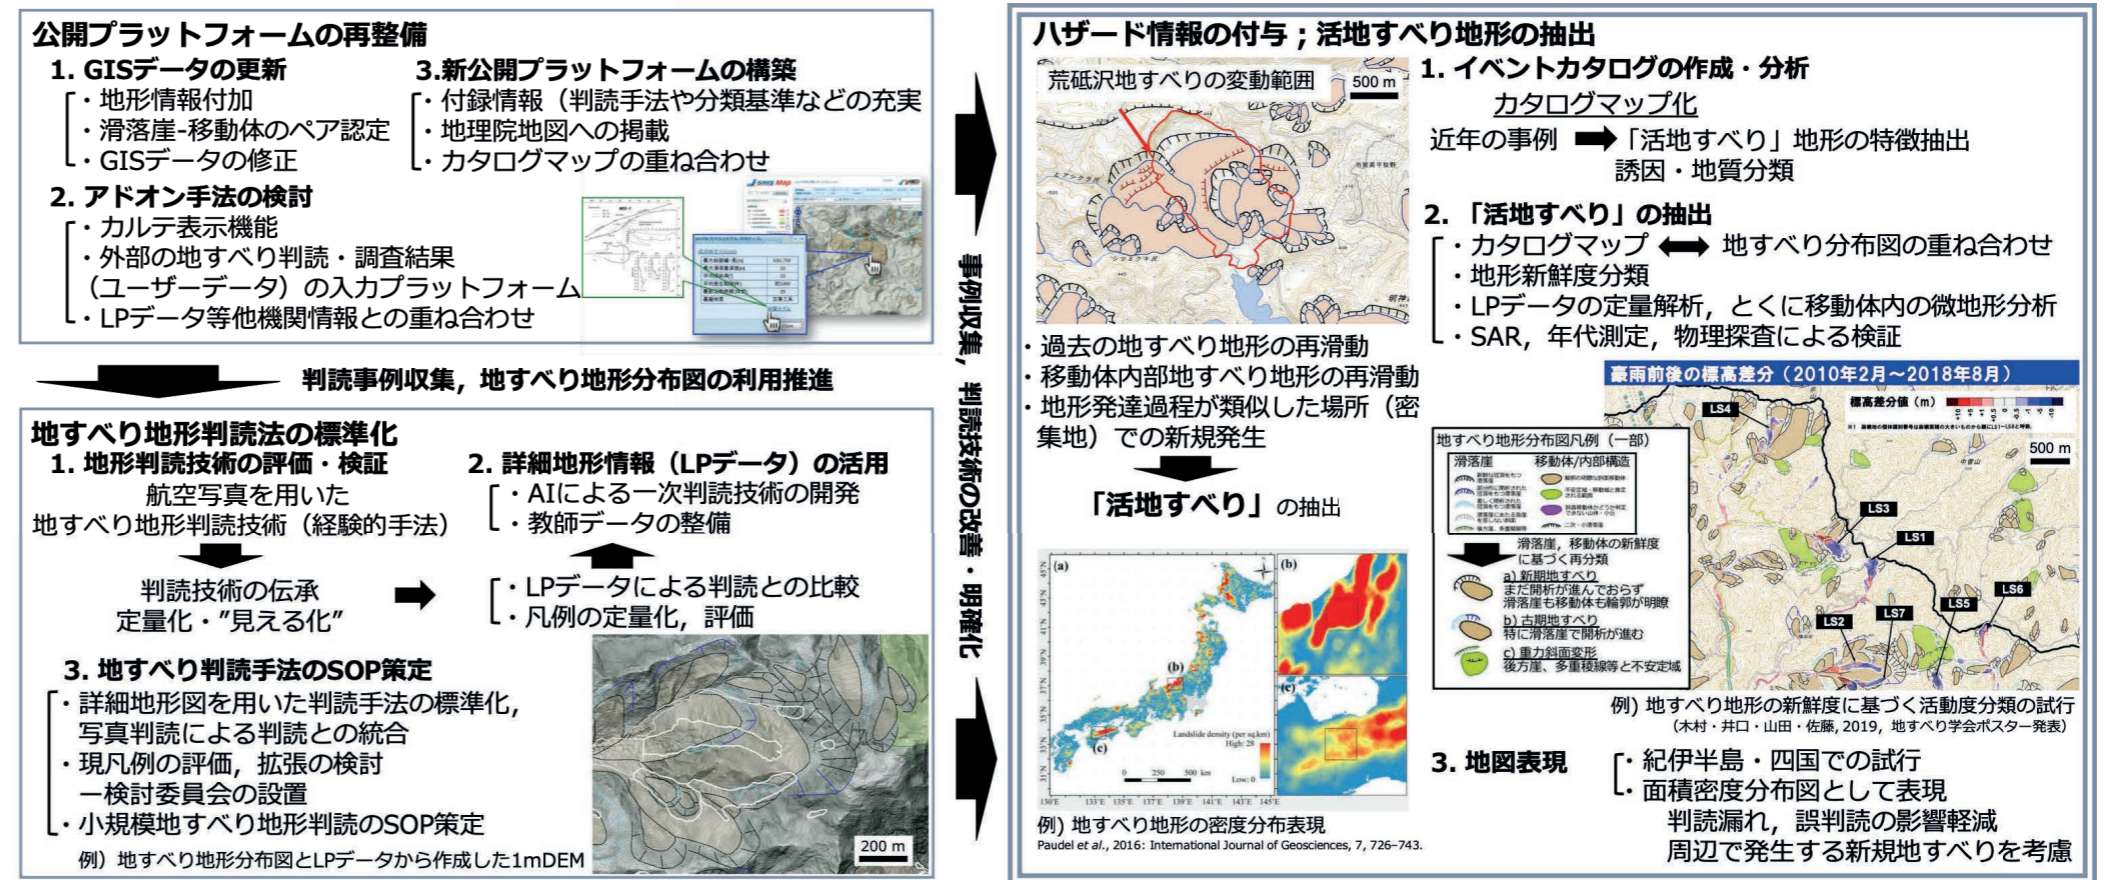 公開プラットフォームの再整備
1. GISデータの更新
・地形情報付加
・滑落崖-移動体のペア認定
・GISデータの修正
2. アドオン手法の検討
・カルテ表示機能
・外部の地すべり判読・調査結果
（ユーザーデータ）の入力プラットフォーム
・LPデータ等他機関情報との重ね合わせ
3.新公開プラットフォームの構築
・付録情報（判読手法や分類基準などの充実
・地理院地図への掲載
・カタログマップの重ね合わせ
J-SHIS Map
判読事例収集，地すべり地形分布図の利用推進
地すべり地形判読法の標準化
1. 地形判読技術の評価・検証
航空写真を用いた
地すべり地形判読技術（経験的手法）
判読技術の伝承
定量化・”見える化”
2. 詳細地形情報（LPデータ）の活用
・AIによる一次判読技術の開発
・教師データの整備
・LPデータによる判読との比較
・凡例の定量化，評価
3. 地すべり判読手法のSOP策定
・詳細地形図を用いた判読手法の標準化，
写真判読による判読との統合
・現凡例の評価，拡張の検討
ー検討委員会の設置
・小規模地すべり地形判読のSOP策定
例）地すべり地形分布図とLPデータから作成した1mDEM
200 m
事例収集，判読技術の改善・明確化
ハザード情報の付与；活地すべり地形の抽出
荒砥沢地すべりの変動範囲
500 m
・過去の地すべり地形の再滑動
・移動体内部地すべり地形の再滑動
・地形発達過程が類似した場所（密
集地）での新規発生
「活地すべり」の抽出
(a)
(b)
(c)
(b)
(c)
Landslide density (per sq.km)
High: 28
Low: 0
0 250 500 km
45°N
43°N
41°N
39°N
37°N
35°N
33°N
31°N
130°E 133°E 135°E 137°E 139°E 141°E 143°E 145°E
例) 地すべり地形の密度分布表現
Paudel et al., 2016: International Journal of Geosciences, 7, 726–743.
1. イベントカタログの作成・分析
カタログマップ化
近年の事例 ➡「活地すべり」地形の特徴抽出
誘因・地質分類
2. 「活地すべり」の抽出
・カタログマップ ⟷ 地すべり分布図の重ね合わせ
・地形新鮮度分類
・LPデータの定量解析，とくに移動体内の微地形分析
・SAR，年代測定，物理探査による検証
豪雨前後の標高差分（2010年2月～2018年8月）
標高差分値（m）
500 m
LS4
LS3
LS1
LS6
LS5
LS7
LS2
地すべり地形分布図凡例（一部）
滑落崖 移動体/内部構造
滑落崖，移動体の新鮮度
に基づく再分類
a) 新期地すべり
まだ開析が進んでおらず
滑落崖も移動体も輪郭が明瞭
b) 古期地すべり
特に滑落崖で開析が進む
c) 重力斜面変形
後方崖、多重稜線等と不安定域
例) 地すべり地形の新鮮度に基づく活動度分類の試行
（木村・井口・山田・佐藤, 2019，地すべり学会ポスター発表）
3. 地図表現
・紀伊半島・四国での試行
・面積密度分布図として表現
判読漏れ，誤判読の影響軽減
周辺で発生する新規地すべりを考慮